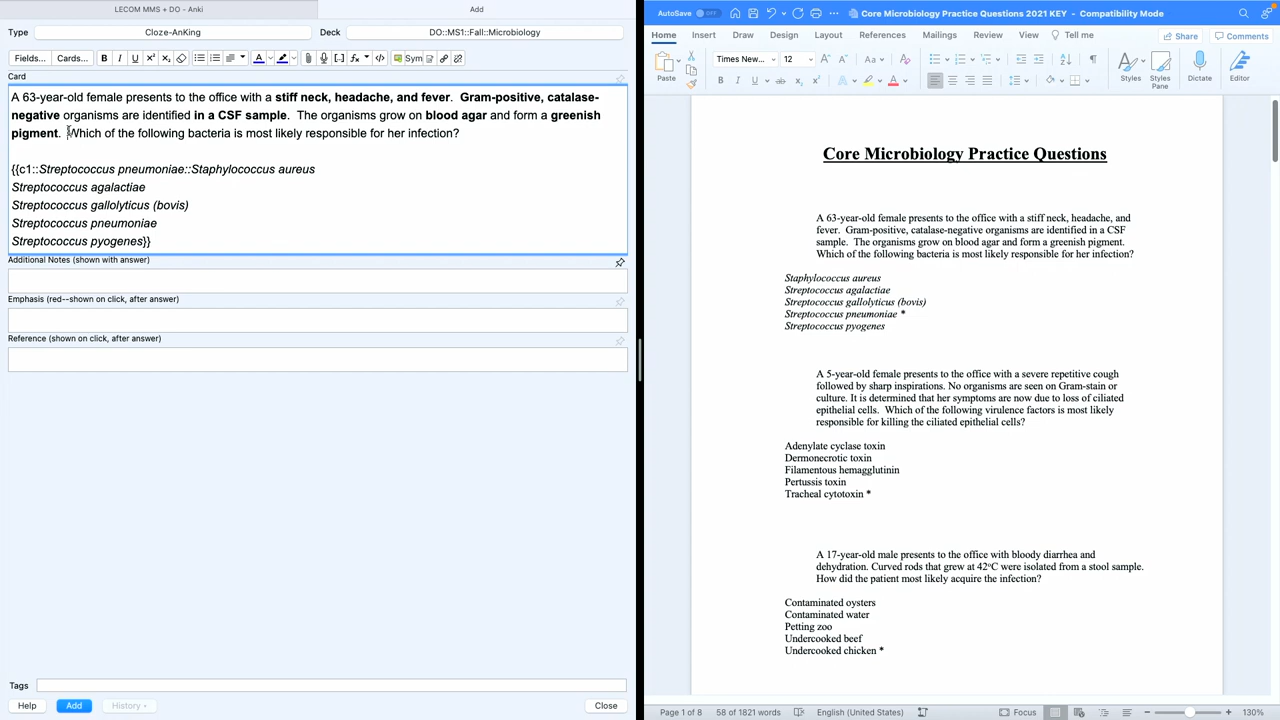 LECOM MMS + DO - Anki
Add
Type
Cloze-AnKing
Deck
DO::MS1::Fall::Microbiology
Fields...
Cards...
Card
A 63-year-old female presents to the office with a stiff neck, headache, and fever.  Gram-positive, catalase-
negative organisms are identified in a CSF sample.  The organisms grow on blood agar and form a greenish
pigment.  Which of the following bacteria is most likely responsible for her infection?
{{c1::Streptococcus pneumoniae::Staphylococcus aureus
Streptococcus agalactiae
Streptococcus gallolyticus (bovis)
Streptococcus pneumoniae
Streptococcus pyogenes}}
Additional Notes (shown with answer)
Emphasis (red--shown on click, after answer)
Reference (shown on click, after answer)
Tags
Help
Add
History
Close
AutoSave OFF
Core Microbiology Practice Questions 2021 KEY - Compatibility Mode
Home Insert Draw Design Layout References Mailings Review View Tell me
Share
Comments
Paste
Times New...
12
Styles
Styles
Pane
Dictate
Editor
Core Microbiology Practice Questions
A 63-year-old female presents to the office with a stiff neck, headache, and
fever.  Gram-positive, catalase-negative organisms are identified in a CSF
sample.  The organisms grow on blood agar and form a greenish pigment.
Which of the following bacteria is most likely responsible for her infection?
Staphylococcus aureus
Streptococcus agalactiae
Streptococcus gallolyticus (bovis)
Streptococcus pneumoniae *
Streptococcus pyogenes
A 5-year-old female presents to the office with a severe repetitive cough
followed by sharp inspirations. No organisms are seen on Gram-stain or
culture. It is determined that her symptoms are now due to loss of ciliated
epithelial cells.  Which of the following virulence factors is most likely
responsible for killing the ciliated epithelial cells?
Adenylate cyclase toxin
Dermonecrotic toxin
Filamentous hemagglutinin
Pertussis toxin
Tracheal cytotoxin *
A 17-year-old male presents to the office with bloody diarrhea and
dehydration. Curved rods that grew at 42°C were isolated from a stool sample.
How did the patient most likely acquire the infection?
Contaminated oysters
Contaminated water
Petting zoo
Undercooked beef
Undercooked chicken *
Page 1 of 8
58 of 1821 words
English (United States)
Focus
130%